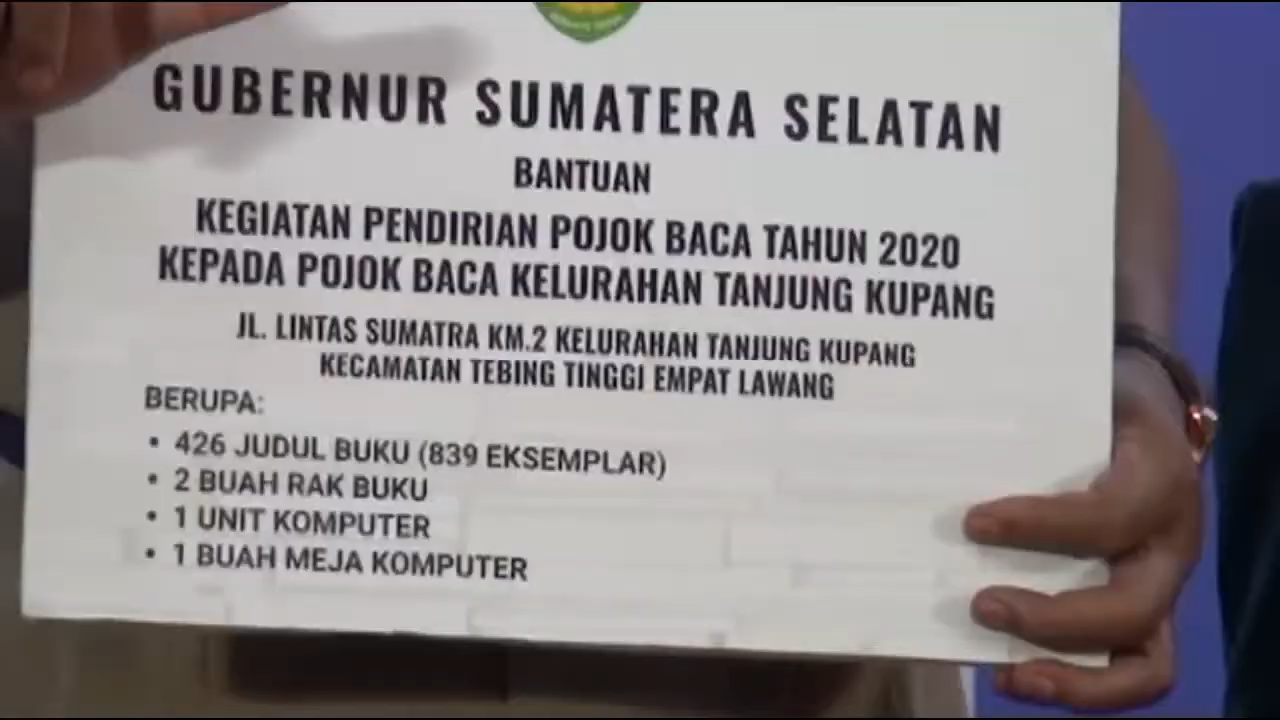 GUBERNUR SUMATERA SELATAN
BANTUAN
KEGIATAN PENDIRIAN POJOK BACA TAHUN 2020
KEPADA POJOK BACA KELURAHAN TANJUNG KUPANG
JL. LINTAS SUMATRA KM.2 KELURAHAN TANJUNG KUPANG
KECAMATAN TEBING TINGGI EMPAT LAWANG
BERUPA:
• 426 JUDUL BUKU (839 EKSEMPLAR)
• 2 BUAH RAK BUKU
• 1 UNIT KOMPUTER
• 1 BUAH MEJA KOMPUTER